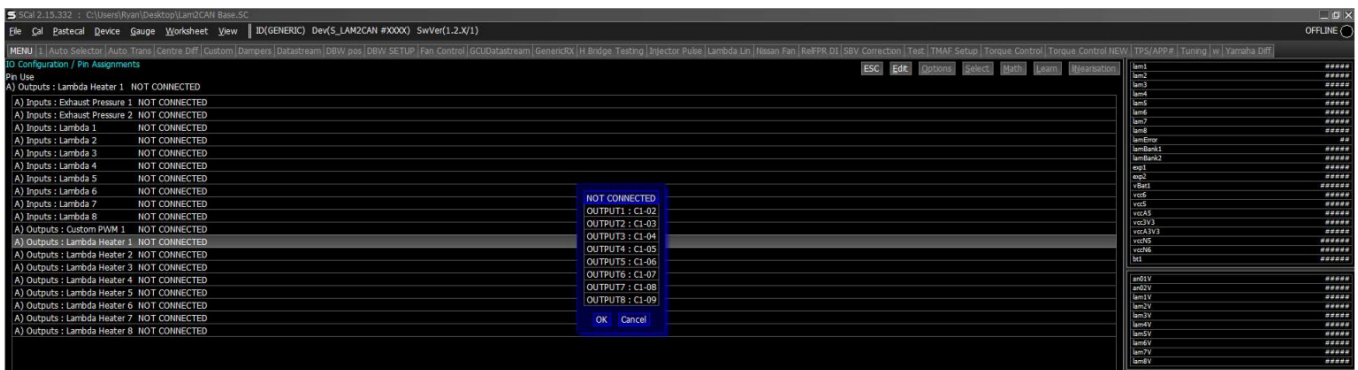 SCal 2.15.332 : C:\Users\Ryan\Desktop\Lam2CAN Base.SC
File Cal Pastecal Device Gauge Worksheet View ID(GENERIC) Dev(S_LAM2CAN #XXXX) SwVer(1.2.X/1) OFFLINE
MENU 1 Auto Selector Auto Trans Centre Diff Custom Dampers Datastream DBW pos DBW SETUP Fan Control GCUDatastream GenericRX H Bridge Testing Injector Pulse Lambda Lin Nissan Fan RelFPR DI SBV Correction Test TMAF Setup Torque Control Torque Control NEW TPS/APP# Tuning w Yamaha Diff
IO Configuration / Pin Assignments
ESC Edit Options Select Math Learn linearisation
Pin Use
A) Outputs : Lambda Heater 1 NOT CONNECTED
A) Inputs : Exhaust Pressure 1 NOT CONNECTED
A) Inputs : Exhaust Pressure 2 NOT CONNECTED
A) Inputs : Lambda 1 NOT CONNECTED
A) Inputs : Lambda 2 NOT CONNECTED
A) Inputs : Lambda 3 NOT CONNECTED
A) Inputs : Lambda 4 NOT CONNECTED
A) Inputs : Lambda 5 NOT CONNECTED
A) Inputs : Lambda 6 NOT CONNECTED
A) Inputs : Lambda 7 NOT CONNECTED
A) Inputs : Lambda 8 NOT CONNECTED
A) Outputs : Custom PWM 1 NOT CONNECTED
A) Outputs : Lambda Heater 1 NOT CONNECTED
A) Outputs : Lambda Heater 2 NOT CONNECTED
A) Outputs : Lambda Heater 3 NOT CONNECTED
A) Outputs : Lambda Heater 4 NOT CONNECTED
A) Outputs : Lambda Heater 5 NOT CONNECTED
A) Outputs : Lambda Heater 6 NOT CONNECTED
A) Outputs : Lambda Heater 7 NOT CONNECTED
A) Outputs : Lambda Heater 8 NOT CONNECTED
NOT CONNECTED
OUTPUT1 : C1-02
OUTPUT2 : C1-03
OUTPUT3 : C1-04
OUTPUT4 : C1-05
OUTPUT5 : C1-06
OUTPUT6 : C1-07
OUTPUT7 : C1-08
OUTPUT8 : C1-09
OK Cancel
lam1 #####
lam2 #####
lam3 #####
lam4 #####
lam5 #####
lam6 #####
lam7 #####
lam8 #####
lamError ##
lamBank1 #####
lamBank2 #####
exp1 #####
exp2 #####
vBat1 ######
vcc6 #####
vcc5 #####
vccA5 #####
vcc3V3 #####
vccA3V3 #####
vccN5 ######
vccN6 ######
bt1 ######
an01V #####
an02V #####
lam1V #####
lam2V #####
lam3V #####
lam4V #####
lam5V #####
lam6V #####
lam7V #####
lam8V #####